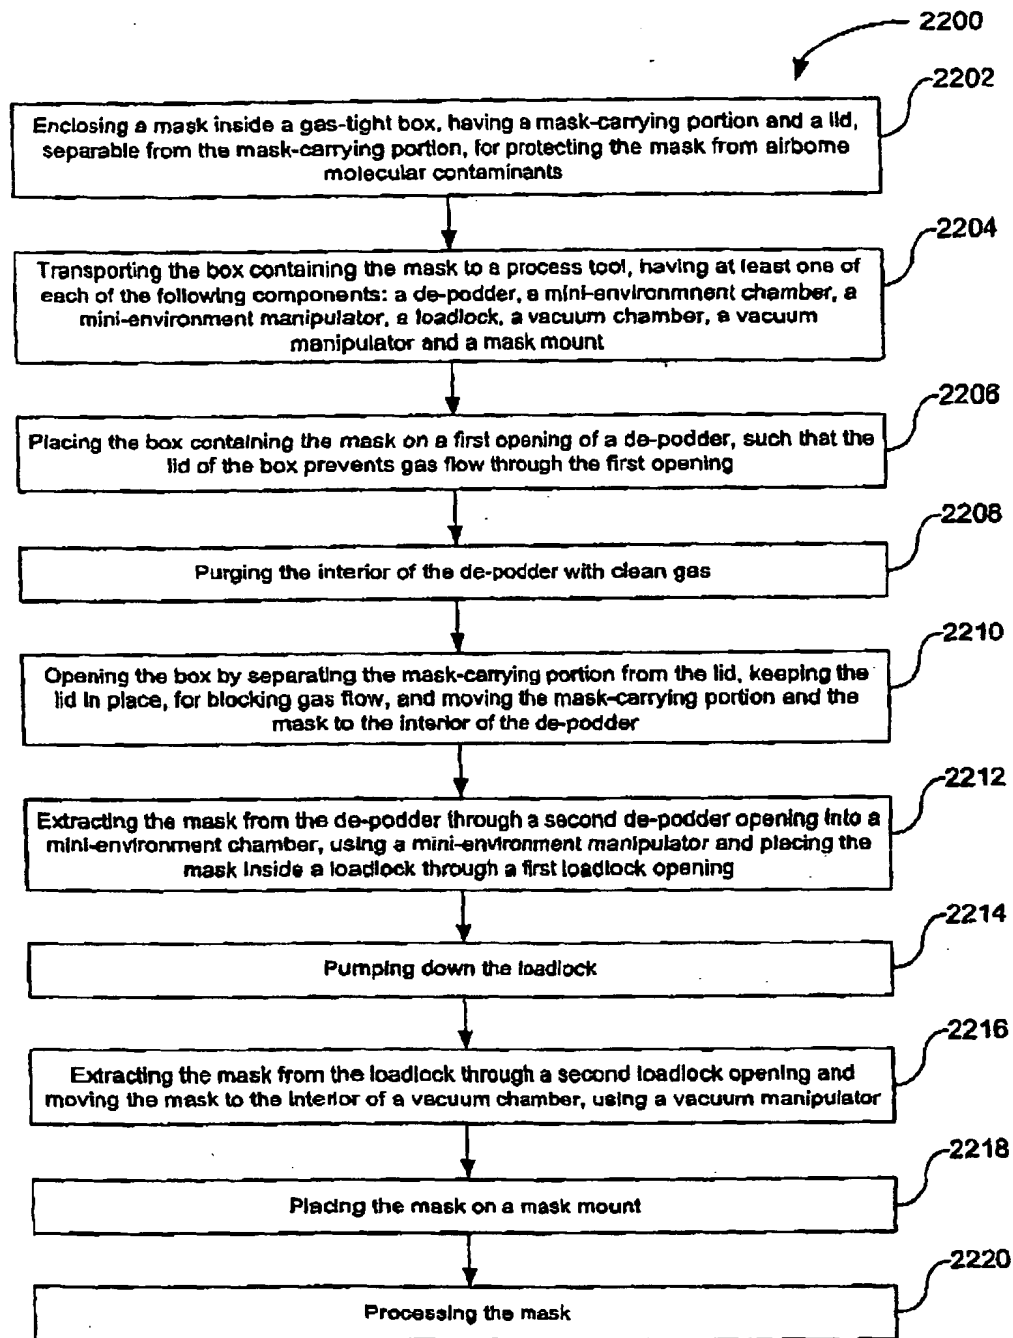 2200
2202
Enclosing a mask inside a gas-tight box, having a mask-carrying portion and a lid,
separable from the mask-carrying portion, for protecting the mask from airborne
molecular contaminants
2204
Transporting the box containing the mask to a process tool, having at least one of
each of the following components: a de-podder, a mini-environmnent chamber, a
mini-environment manipulator, a loadlock, a vacuum chamber, a vacuum
manipulator and a mask mount
2206
Placing the box containing the mask on a first opening of a de-podder, such that the
lid of the box prevents gas flow through the first opening
2208
Purging the interior of the de-podder with clean gas
2210
Opening the box by separating the mask-carrying portion from the lid, keeping the
lid in place, for blocking gas flow, and moving the mask-carrying portion and the
mask to the interior of the de-podder
2212
Extracting the mask from the de-podder through a second de-podder opening into a
mini-environment chamber, using a mini-environment manipulator and placing the
mask inside a loadlock through a first loadlock opening
2214
Pumping down the loadlock
2216
Extracting the mask from the loadlock through a second loadlock opening and
moving the mask to the interior of a vacuum chamber, using a vacuum manipulator
2218
Placing the mask on a mask mount
2220
Processing the mask